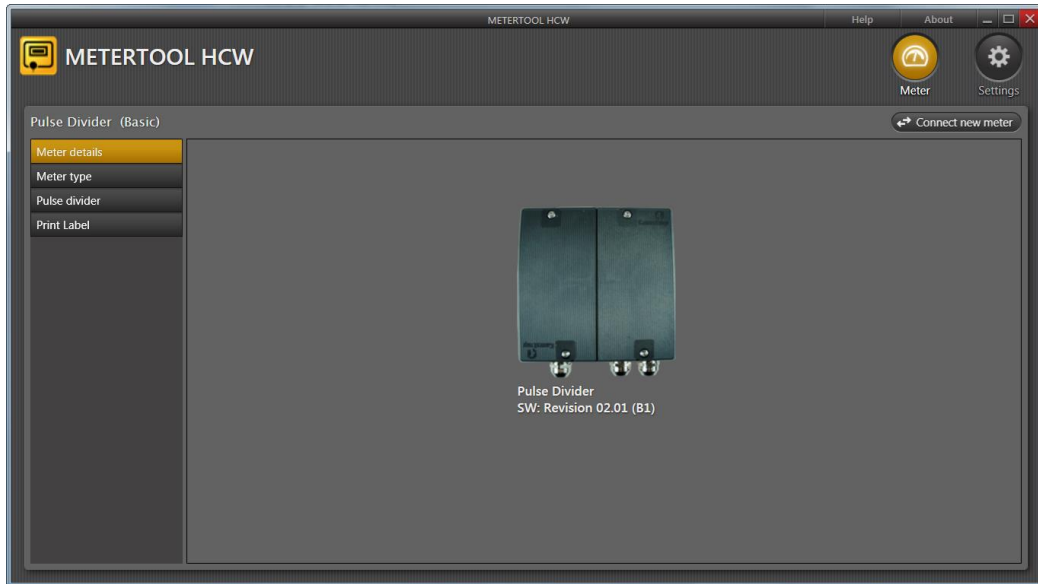 METERTOOL HCW
Help
About
METERTOOL HCW
Meter
Settings
Pulse Divider (Basic)
Connect new meter
Meter details
Meter type
Pulse divider
Print Label
Pulse Divider
SW: Revision 02.01 (B1)